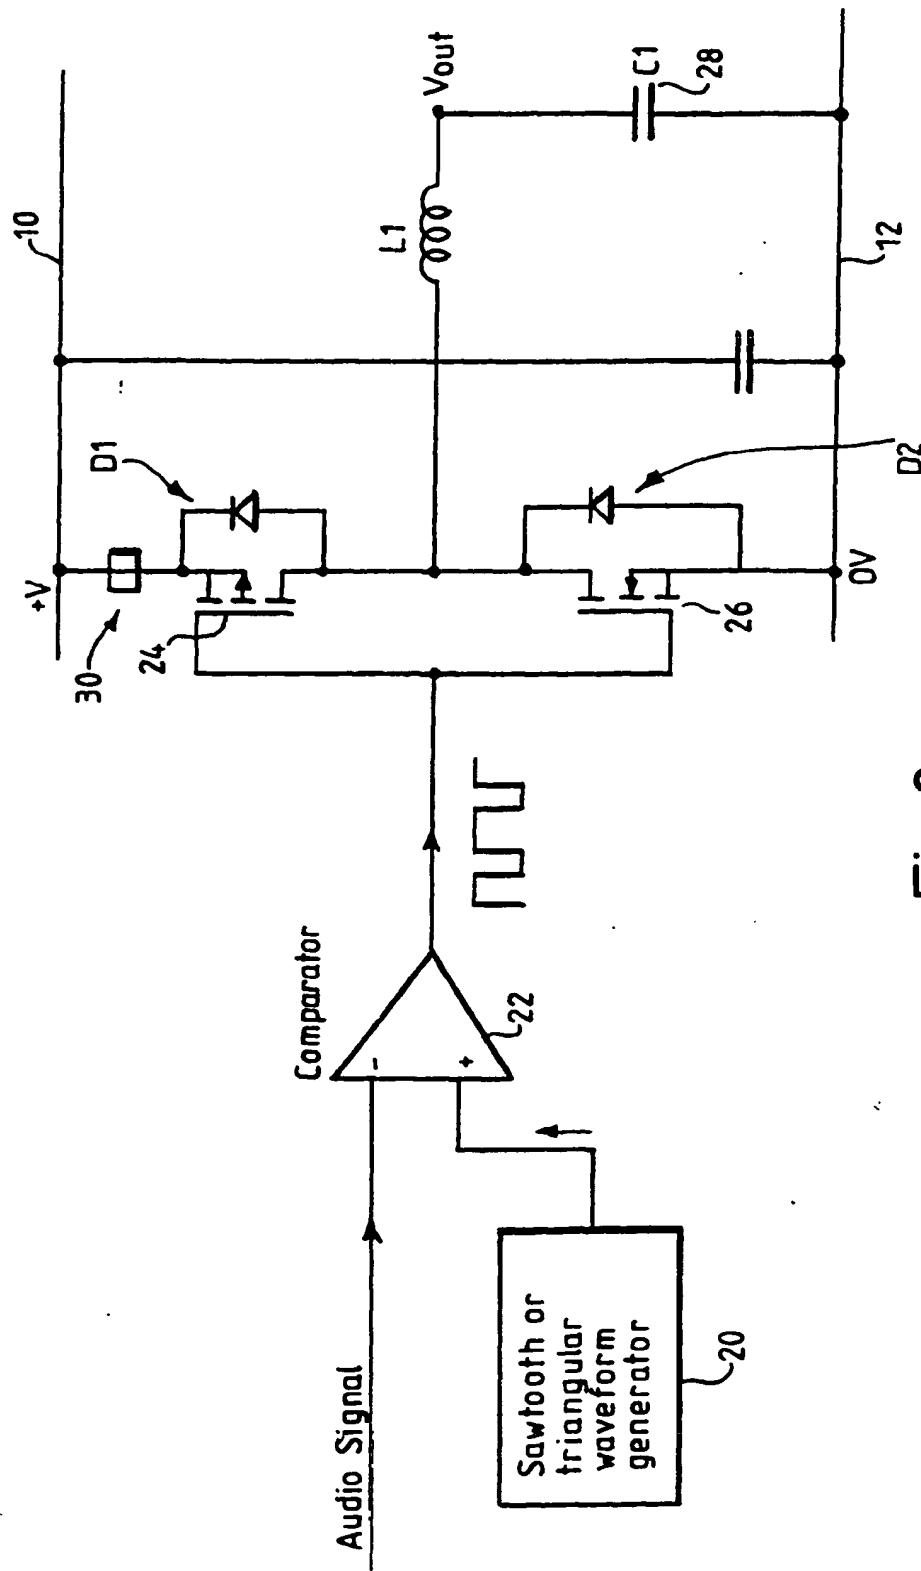 10
+V
30
D1
24
L1
Vout
C1
28
Comparator
-
+
22
26
0V
D2
12
Audio Signal
Sawtooth or
triangular
waveform
generator
20